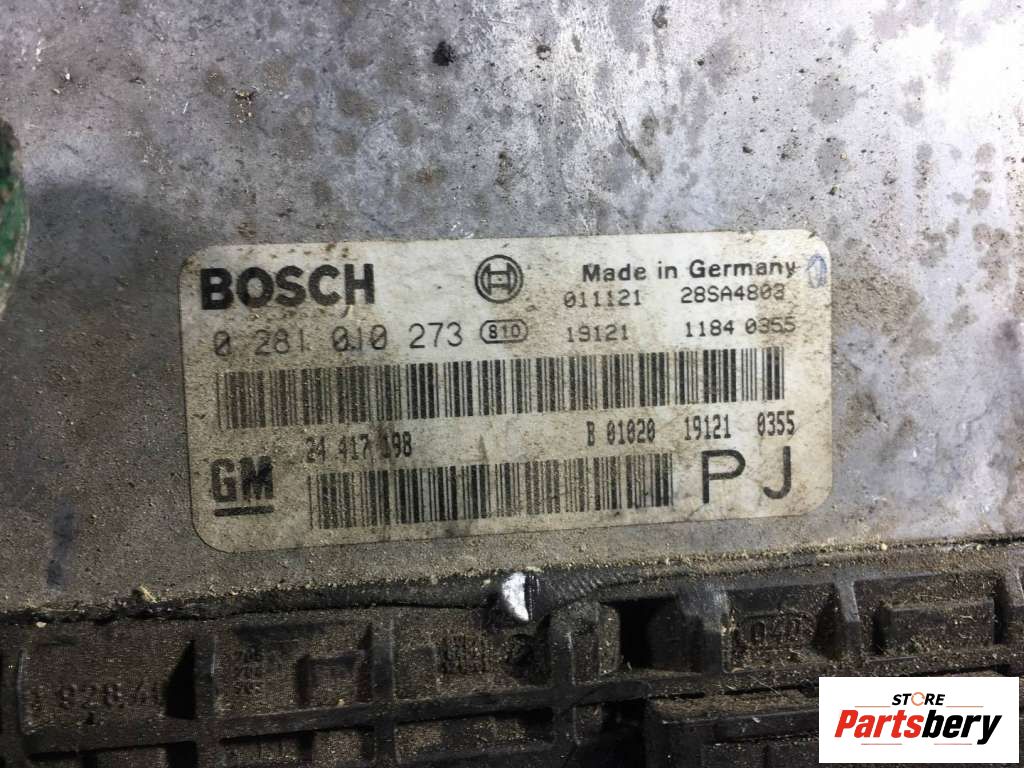 BOSCH Made in Germany
011121 28SA4803
0 281 010 273 810 19121 1184 0355
24 417 198 B 01020 19121 0355
GM PJ
STORE
Partsbery